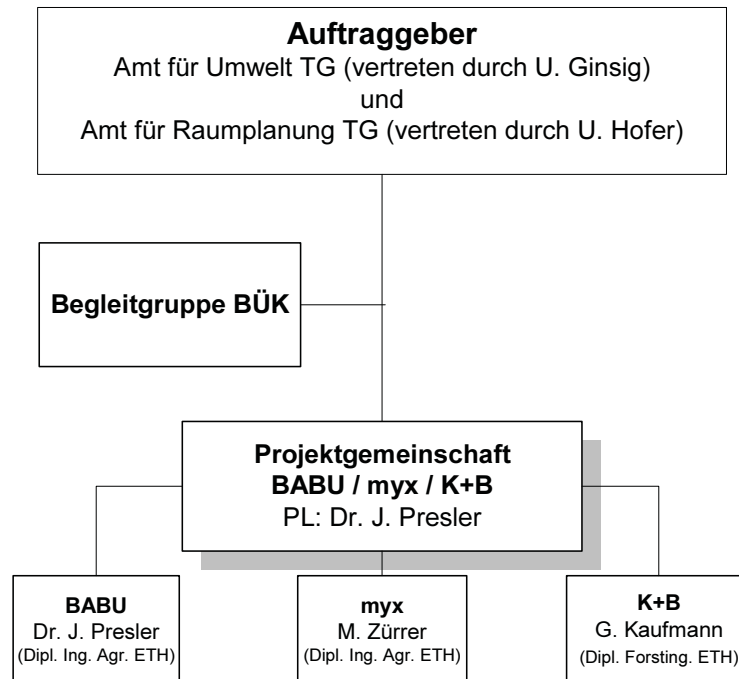 Auftraggeber
Amt für Umwelt TG (vertreten durch U. Ginsig)
und
Amt für Raumplanung TG (vertreten durch U. Hofer)
Begleitgruppe BÜK
Projektgemeinschaft
BABU / myx / K+B
PL: Dr. J. Presler
BABU
Dr. J. Presler
(Dipl. Ing. Agr. ETH)
myx
M. Zürrer
(Dipl. Ing. Agr. ETH)
K+B
G. Kaufmann
(Dipl. Forsting. ETH)